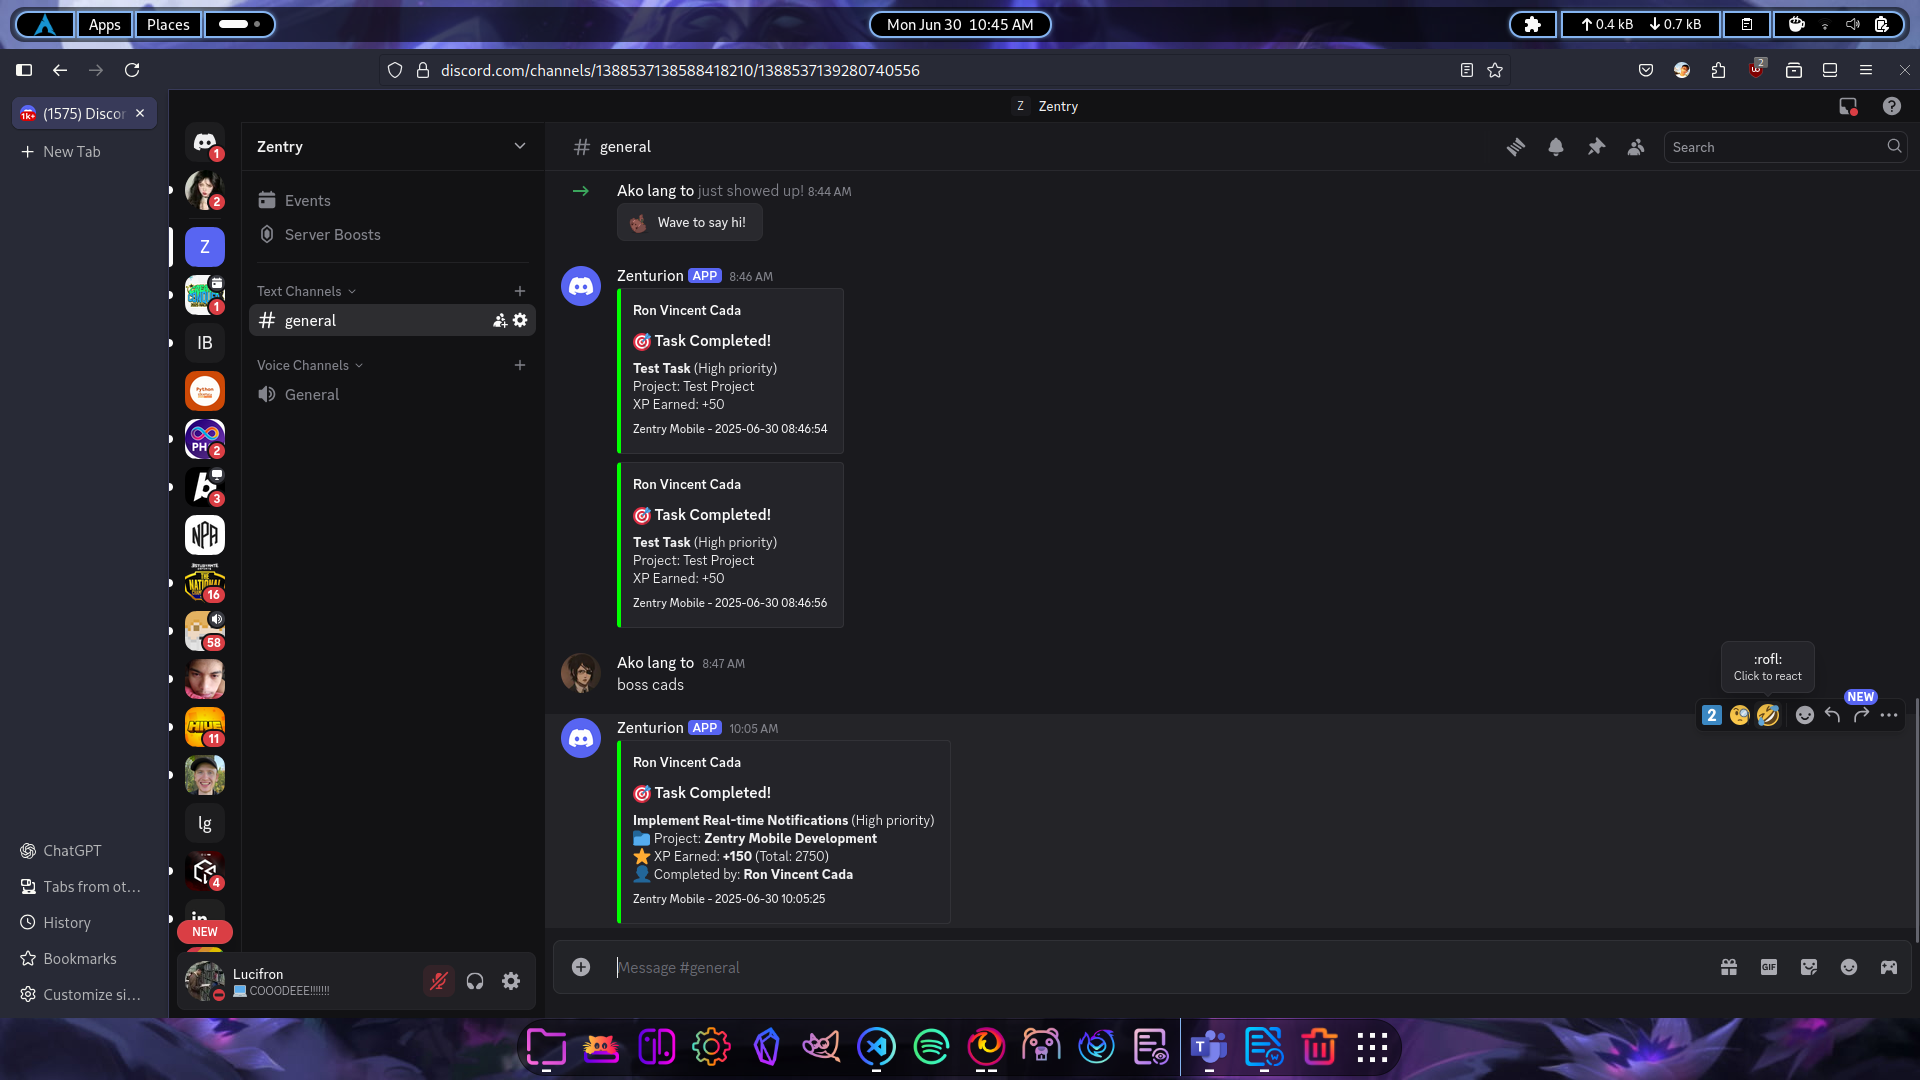 Apps
Places
Mon Jun 30 10:45 AM
0.4 kB
0.7 kB
discord.com/channels/1388537138588418210/1388537139280740556
2
1k+
(1575) Discor
New Tab
Z Zentry
Zentry
Events
Server Boosts
Text Channels
general
Voice Channels
General
1
2
Z
1
IB
Python
PH
2
3
NPA
THE
NATIONAL
16
58
HIVE
11
lg
4
in
NEW
ChatGPT
Tabs from ot...
History
Bookmarks
Customize si...
Lucifron
COOODEEE!!!!!!!
general
Search
Ako lang to just showed up! 8:44 AM
Wave to say hi!
Zenturion APP 8:46 AM
Ron Vincent Cada
Task Completed!
Test Task (High priority)
Project: Test Project
XP Earned: +50
Zentry Mobile - 2025-06-30 08:46:54
Ron Vincent Cada
Task Completed!
Test Task (High priority)
Project: Test Project
XP Earned: +50
Zentry Mobile - 2025-06-30 08:46:56
Ako lang to 8:47 AM
boss cads
:rofl:
Click to react
NEW
2
Zenturion APP 10:05 AM
Ron Vincent Cada
Task Completed!
Implement Real-time Notifications (High priority)
Project: Zentry Mobile Development
XP Earned: +150 (Total: 2750)
Completed by: Ron Vincent Cada
Zentry Mobile - 2025-06-30 10:05:25
Message #general
GIF